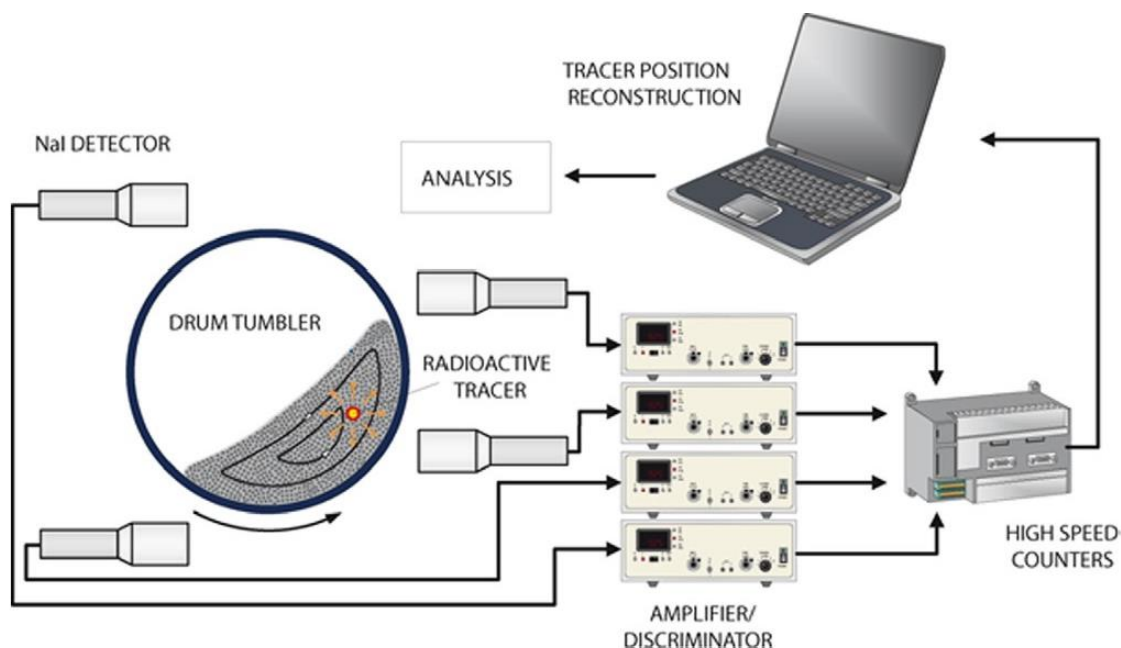 TRACER POSITION
RECONSTRUCTION
NaI DETECTOR
ANALYSIS
DRUM TUMBLER
RADIOACTIVE
TRACER
HIGH SPEED
COUNTERS
AMPLIFIER/
DISCRIMINATOR